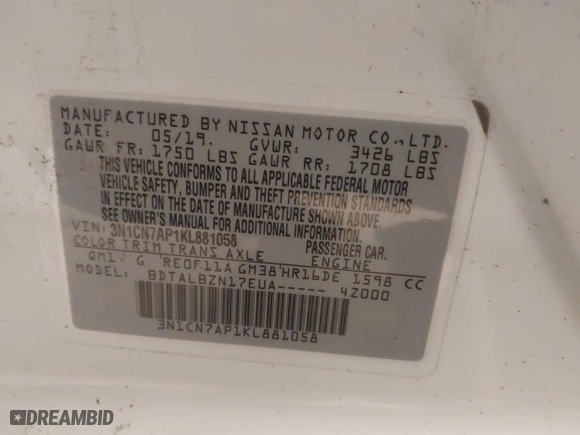 MANUFACTURED BY NISSAN MOTOR CO.,LTD.
DATE: 05/19. GVWR: 3426 LBS
GAWR FR: 1750 LBS GAWR RR: 1708 LBS
THIS VEHICLE CONFORMS TO ALL APPLICABLE FEDERAL MOTOR
VEHICLE SAFETY, BUMPER AND THEFT PREVENTION STANDARDS
IN EFFECT ON THE DATE OF MANUFACTURE SHOWN ABOVE.
SEE OWNER'S MANUAL FOR ADDITIONAL INFORMATION.
VIN: 3N1CN7AP1KL881058 PASSENGER CAR.
COLOR TRIM TRANS AXLE ENGINE
QM1 G RE0F11A GM38 HR16DE 1598 CC
MODEL: BDTALBZN17EUA----- 4Z000
3N1CN7AP1KL881058
DREAMBID